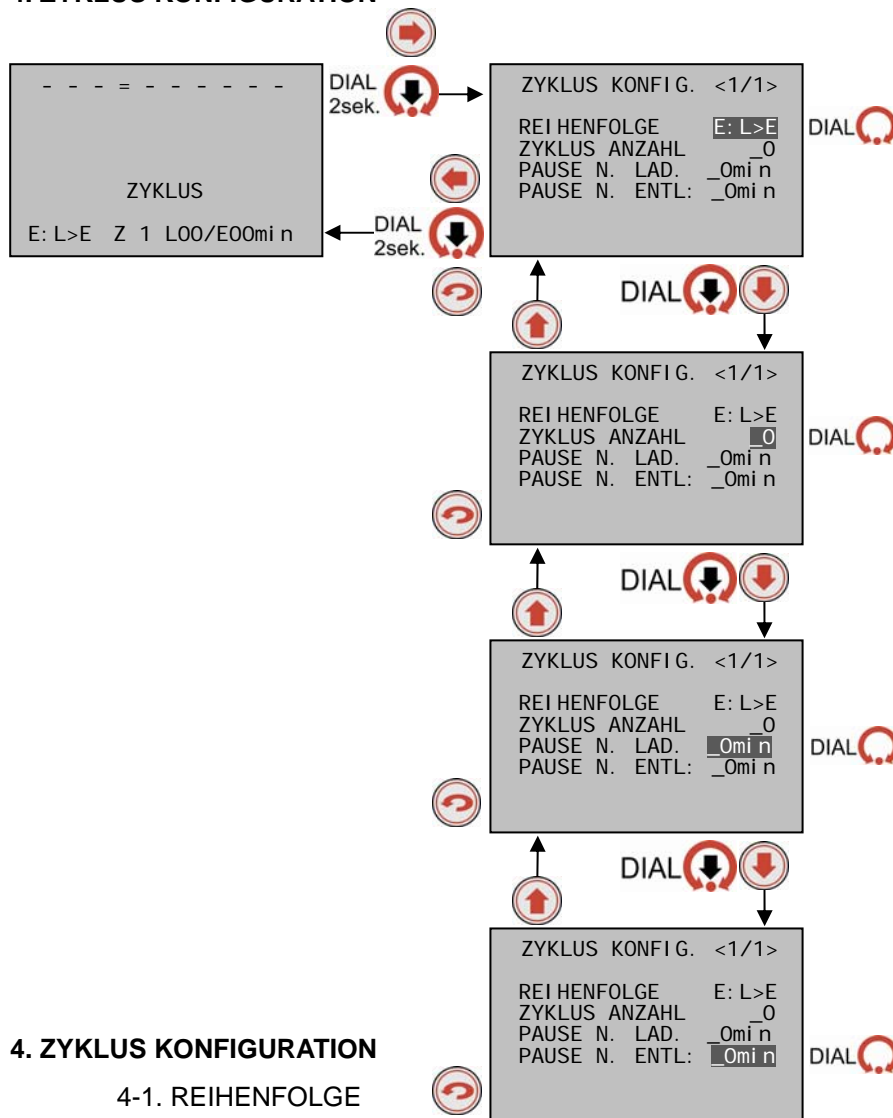 4. ZYKLUS KONFIGURATION
- - - = - - - - - -
ZYKLUS
E: L>E Z 1 L00/E00min
DIAL
2sek.
DIAL
2sek.
ZYKLUS KONFIG. <1/1>
REIHENFOLGE E: L>E
ZYKLUS ANZAHL _0
PAUSE N. LAD. _0min
PAUSE N. ENTL: _0min
DIAL
DIAL
ZYKLUS KONFIG. <1/1>
REIHENFOLGE E: L>E
ZYKLUS ANZAHL _0
PAUSE N. LAD. _0min
PAUSE N. ENTL: _0min
DIAL
DIAL
ZYKLUS KONFIG. <1/1>
REIHENFOLGE E: L>E
ZYKLUS ANZAHL _0
PAUSE N. LAD. _0min
PAUSE N. ENTL: _0min
DIAL
DIAL
ZYKLUS KONFIG. <1/1>
REIHENFOLGE E: L>E
ZYKLUS ANZAHL _0
PAUSE N. LAD. _0min
PAUSE N. ENTL: _0min
DIAL
4. ZYKLUS KONFIGURATION
4-1. REIHENFOLGE